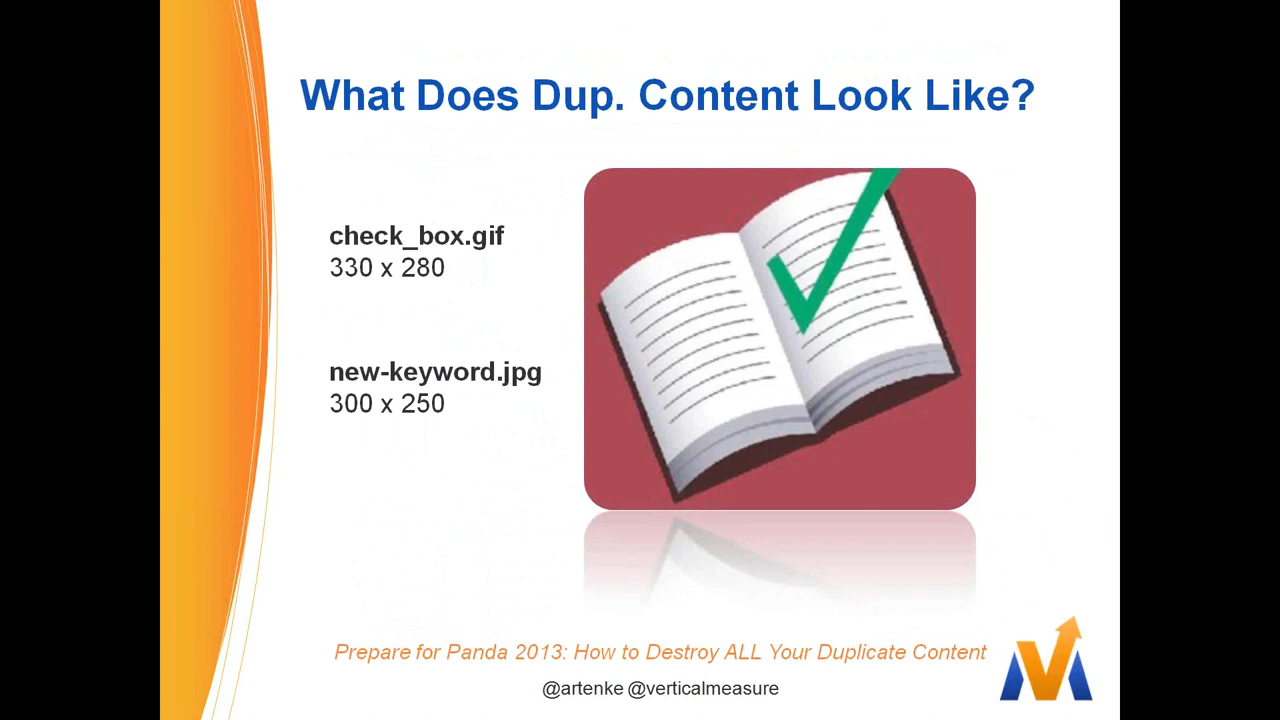 What Does Dup. Content Look Like?
check_box.gif
330 x 280
new-keyword.jpg
300 x 250
Prepare for Panda 2013: How to Destroy ALL Your Duplicate Content
@artenke @verticalmeasure